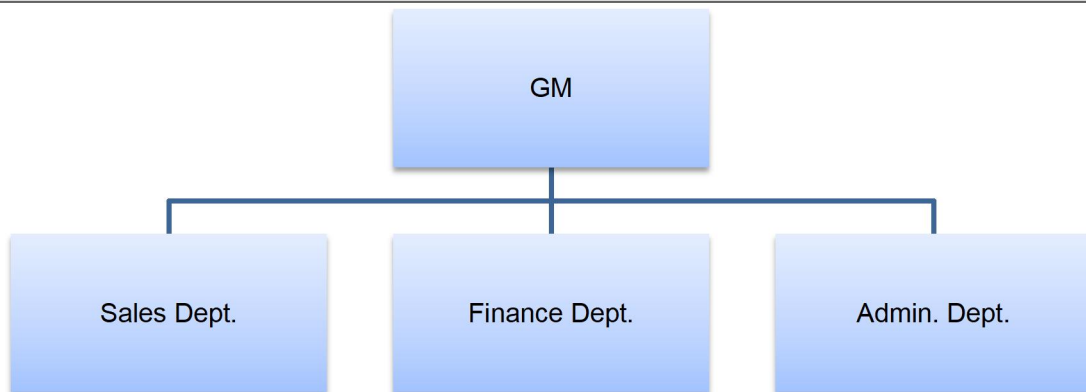 GM
Sales Dept.
Finance Dept.
Admin. Dept.